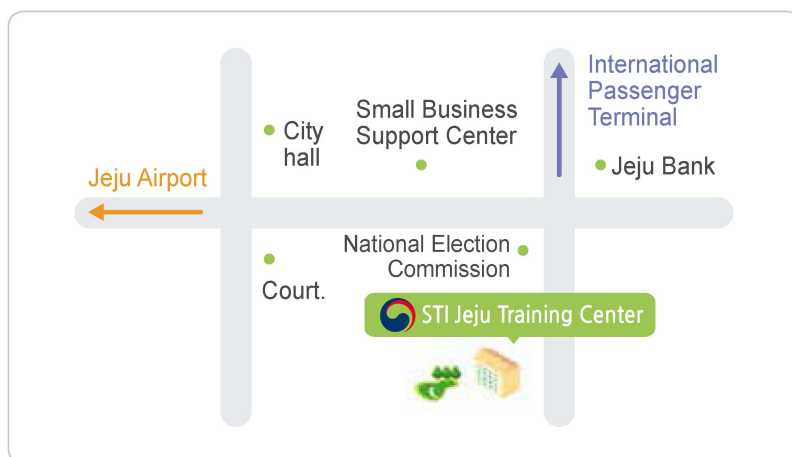 International
Passenger
Terminal
Small Business
Support Center
City
hall
Jeju Bank
Jeju Airport
National Election
Commission
Court.
STI Jeju Training Center